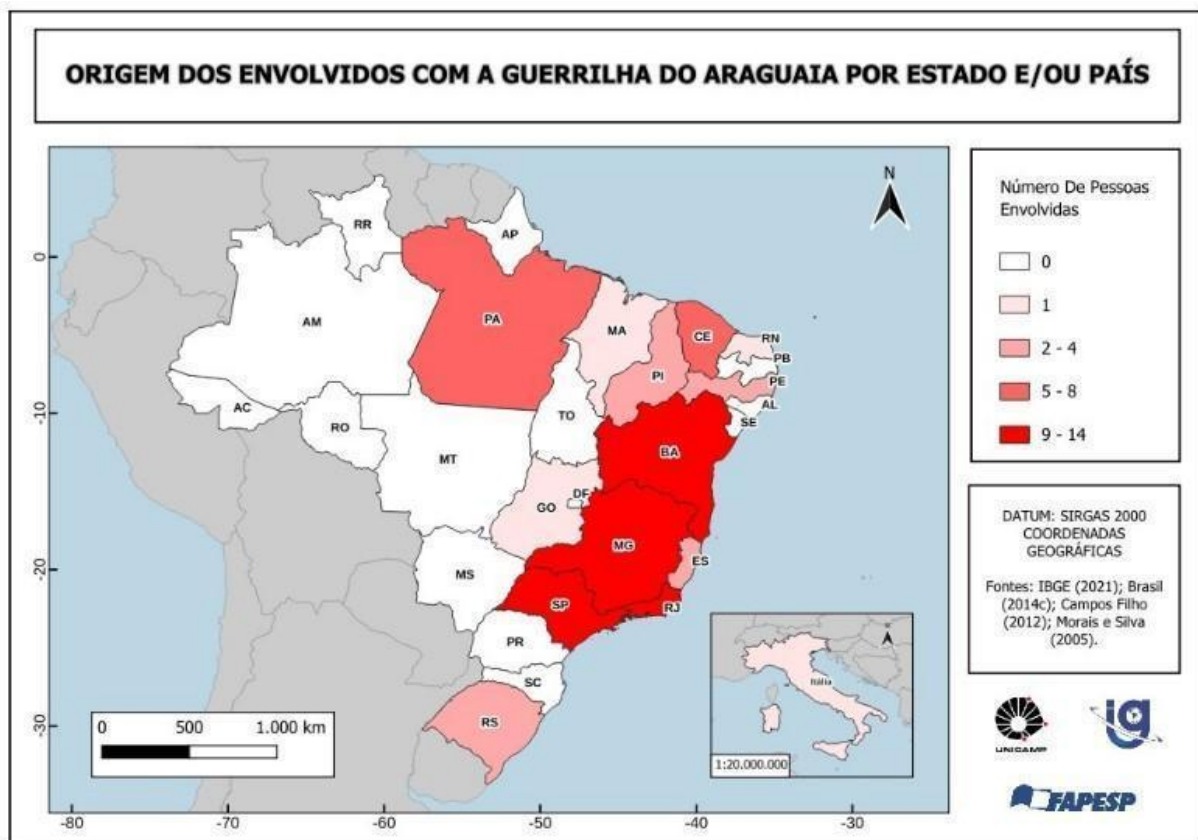 ORIGEM DOS ENVOLVIDOS COM A GUERRILHA DO ARAGUAIA POR ESTADO E/OU PAÍS
N
RR
AP
0
AM
PA
MA
CE
RN
PB
PI
PE
AL
SE
AC
RO
TO
-10
MT
BA
DF
GO
MG
ES
MS
-20
SP
RJ
PR
SC
RS
-30
0 500 1.000 km
Itália
1:20.000.000
-80 -70 -60 -50 -40 -30
Número De Pessoas
Envolvidas
0
1
2 - 4
5 - 8
9 - 14
DATUM: SIRGAS 2000
COORDENADAS
GEOGRÁFICAS
Fontes: IBGE (2021); Brasil
(2014c); Campos Filho
(2012); Morais e Silva
(2005).
UNICAMP
ig
FAPESP